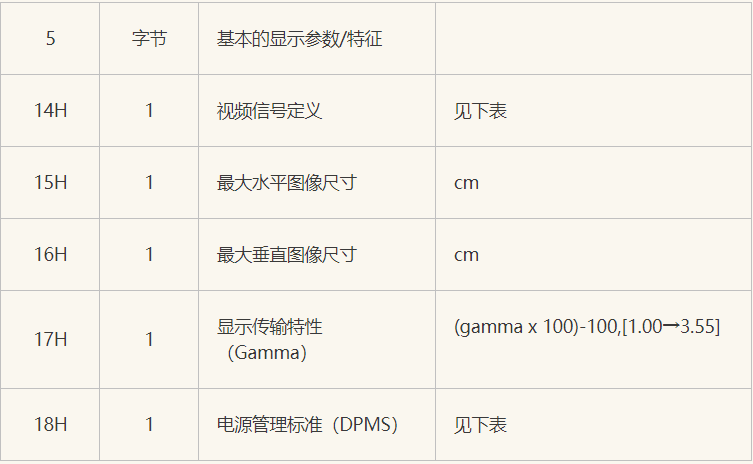 5 字节 基本的显示参数/特征
14H 1 视频信号定义 见下表
15H 1 最大水平图像尺寸 cm
16H 1 最大垂直图像尺寸 cm
17H 1 显示传输特性 (gamma x 100)-100,[1.00→3.55]
（Gamma）
18H 1 电源管理标准（DPMS） 见下表